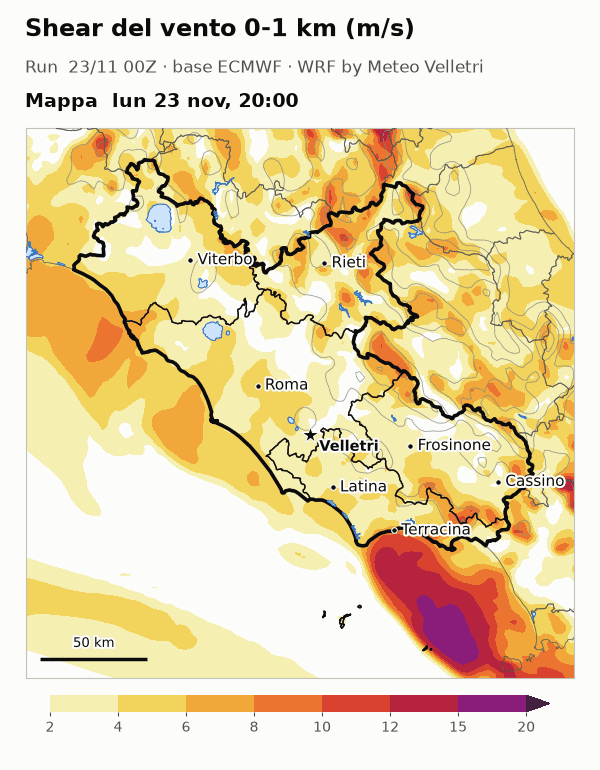 Shear del vento 0-1 km (m/s)
Run  23/11 00Z · base ECMWF · WRF by Meteo Velletri
Mappa  lun 23 nov, 20:00
Viterbo
Rieti
Roma
Velletri
Frosinone
Cassino
Latina
Terracina
50 km
2 4 6 8 10 12 15 20